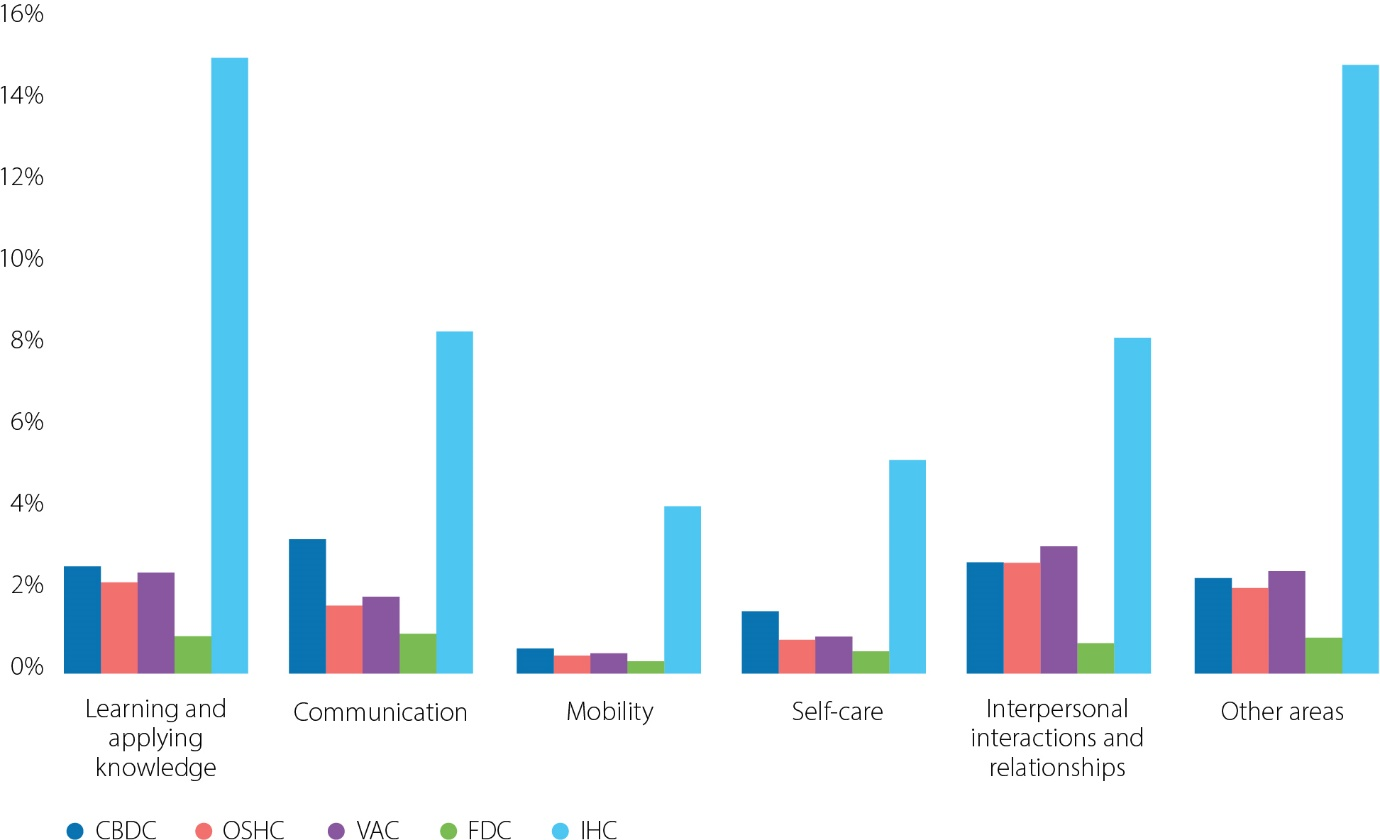 16%
14%
12%
10%
8%
6%
4%
2%
0%
Learning and
applying
knowledge
Communication
Mobility
Self-care
Interpersonal
interactions and
relationships
Other areas
CBDC OSHC VAC FDC IHC